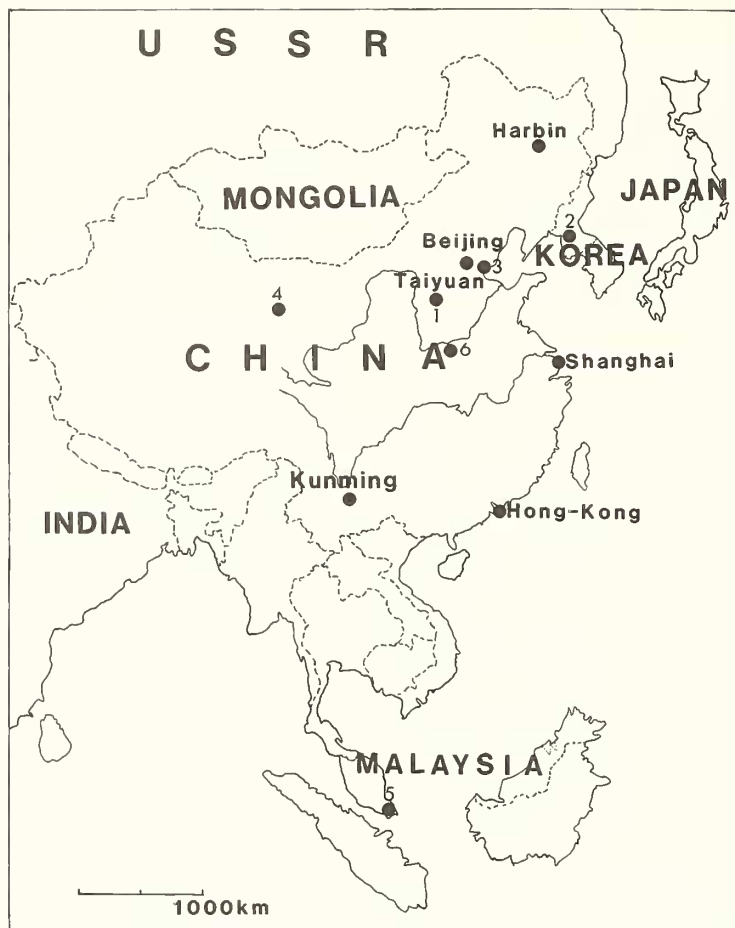 U S S R
Harbin
MONGOLIA
JAPAN
2
Beijing
KOREA
3
Taiyuan
4
1
C H I N A
6
Shanghai
Kunming
INDIA
Hong-Kong
MALAYSIA
5
1000km